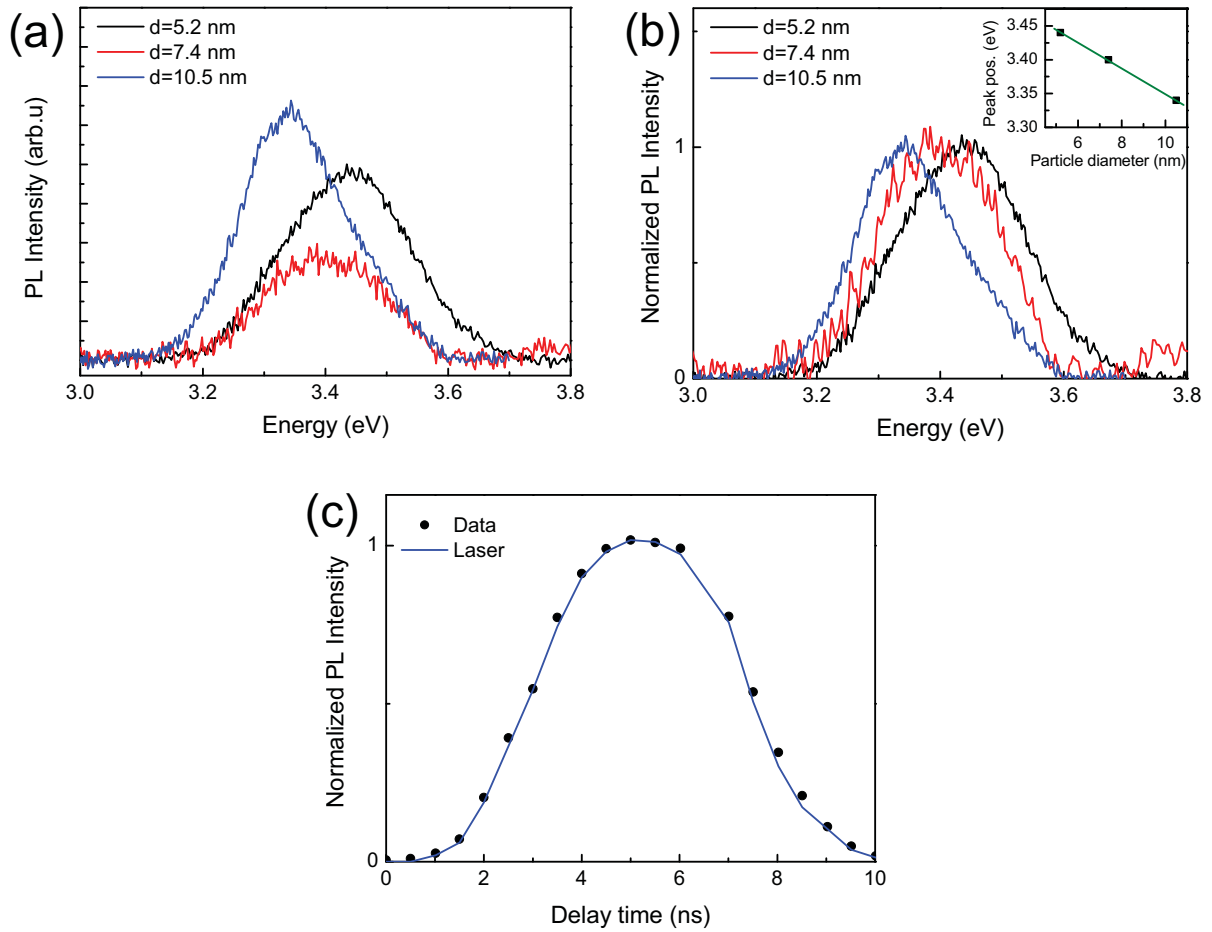 (a)
d=5.2 nm
d=7.4 nm
d=10.5 nm
PL Intensity (arb.u)
3.0 3.2 3.4 3.6 3.8
Energy (eV)
(b)
d=5.2 nm
d=7.4 nm
d=10.5 nm
Normalized PL Intensity
1
0
3.0 3.2 3.4 3.6 3.8
Energy (eV)
Peak pos. (eV)
3.45
3.40
3.35
3.30
6 8 10
Particle diameter (nm)
(c)
Data
Laser
Normalized PL Intensity
1
0
0 2 4 6 8 10
Delay time (ns)